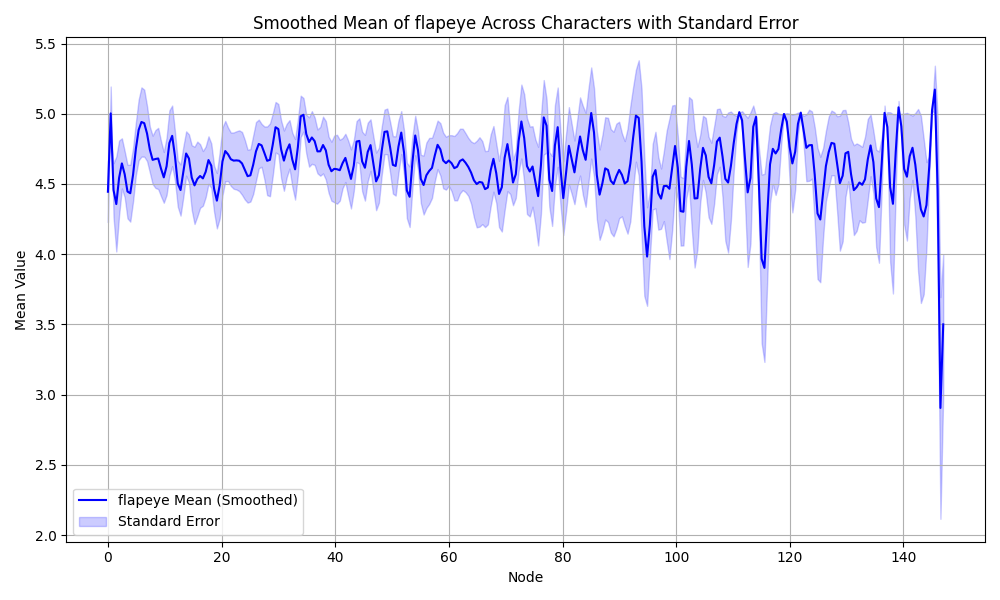 Smoothed Mean of flapeye Across Characters with Standard Error
5.5
5.0
4.5
4.0
3.5
3.0
2.5
2.0
Mean Value
flapeye Mean (Smoothed)
Standard Error
0 20 40 60 80 100 120 140
Node